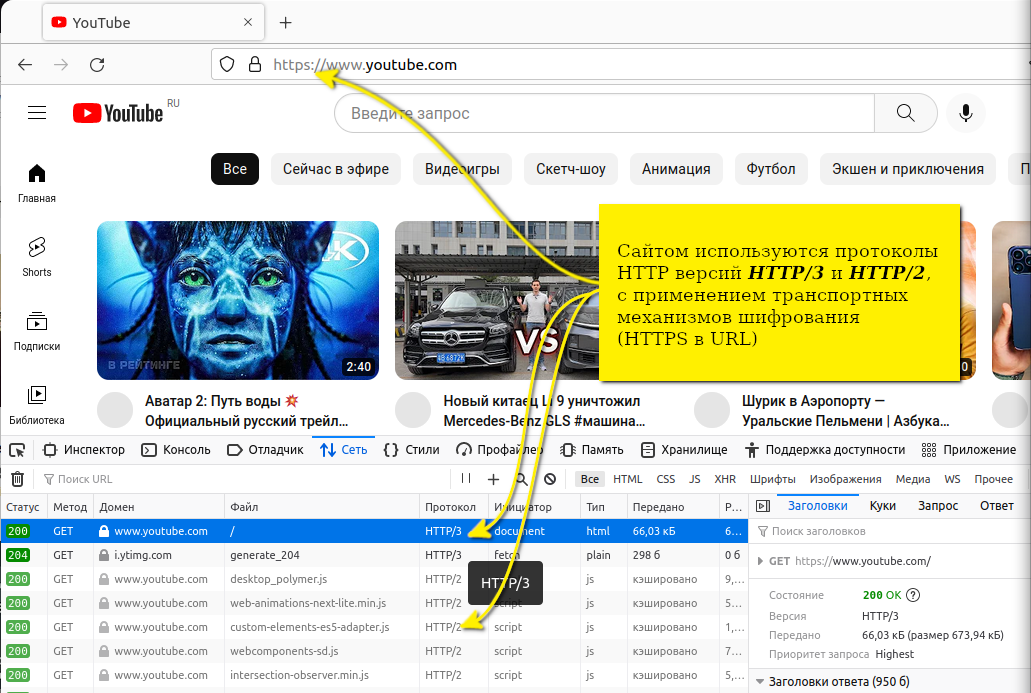 YouTube
https://www.youtube.com
YouTube RU
Введите запрос
Все Сейчас в эфире Видеоигры Скетч-шоу Анимация Футбол Экшен и приключения
Главная
Shorts
Подписки
Библиотека
В РЕЙТИНГЕ
2:40
VS
Сайтом используются протоколы
HTTP версий HTTP/3 и HTTP/2,
с применением транспортных
механизмов шифрования
(HTTPS в URL)
Аватар 2: Путь воды 💥
Официальный русский трейл...
Новый китаец Li 9 уничтожил
Mercedes-Benz GLS #машина...
Шурик в Аэропорту —
Уральские Пельмени | Азбука...
Инспектор Консоль Отладчик Сеть Стили Профайлер Память Хранилище Поддержка доступности Приложение
Поиск URL
Все HTML CSS JS XHR Шрифты Изображения Медиа WS Прочее
Статус Метод Домен Файл Протокол Инициатор Тип Передано Р...
200 GET www.youtube.com / HTTP/3 document html 66,03 кБ 6...
204 GET i.ytimg.com generate_204 HTTP/3 fetch plain 298 б 0 б
200 GET www.youtube.com desktop_polymer.js HTTP/2 js кэшировано 9,...
200 GET www.youtube.com web-animations-next-lite.min.js HTTP/2 script js кэшировано 5...
200 GET www.youtube.com custom-elements-es5-adapter.js HTTP/2 script js кэшировано 1,...
200 GET www.youtube.com webcomponents-sd.js HTTP/2 script js кэшировано 7...
200 GET www.youtube.com intersection-observer.min.js HTTP/2 script js кэшировано 5...
HTTP/3
Заголовки Куки Запрос Ответ
Поиск заголовков
GET https://www.youtube.com/
Состояние 200 OK ?
Версия HTTP/3
Передано 66,03 кБ (размер 673,94 кБ)
Приоритет запроса Highest
Заголовки ответа (950 б)